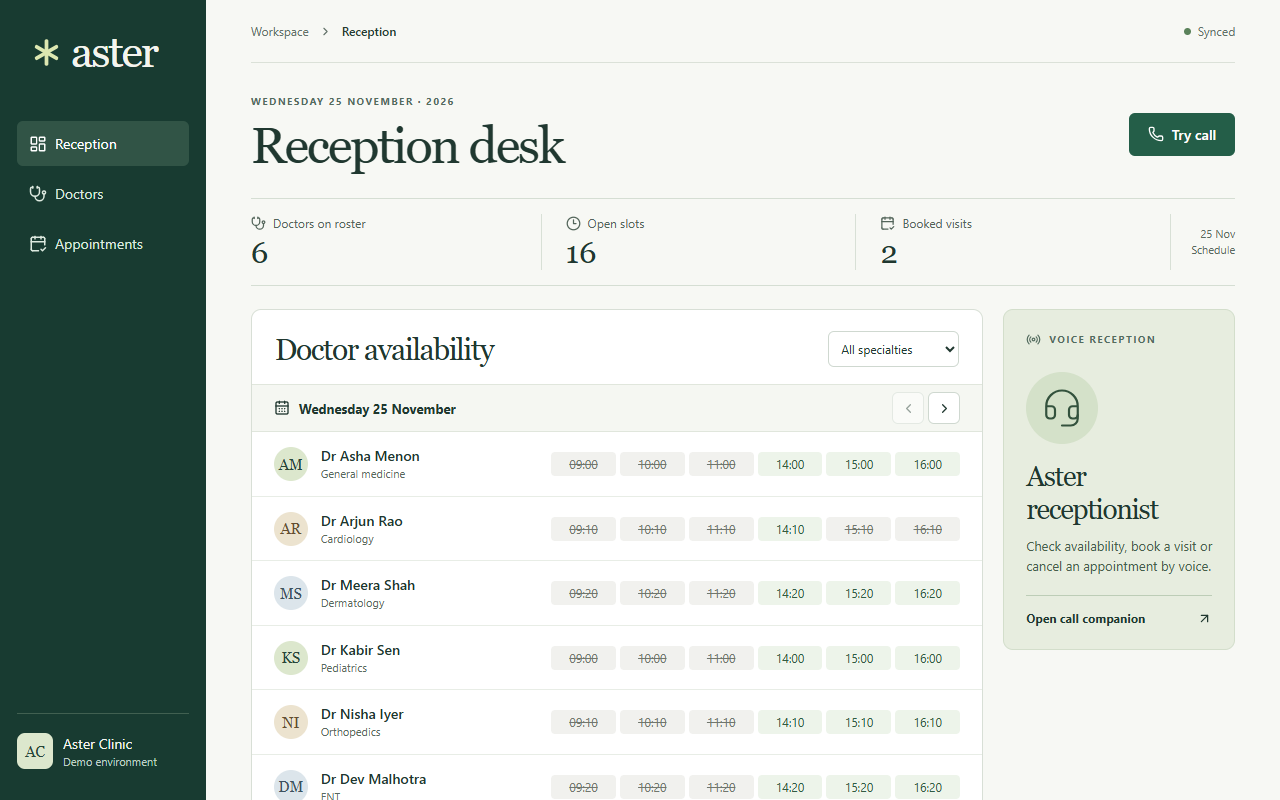 aster
Reception
Doctors
Appointments
AC
Aster Clinic
Demo environment
Workspace
Reception
Synced
WEDNESDAY 25 NOVEMBER · 2026
Reception desk
Try call
Doctors on roster
6
Open slots
16
Booked visits
2
25 Nov
Schedule
Doctor availability
All specialties
Wednesday 25 November
AM
Dr Asha Menon
General medicine
09:00 10:00 11:00 14:00 15:00 16:00
AR
Dr Arjun Rao
Cardiology
09:10 10:10 11:10 14:10 15:10 16:10
MS
Dr Meera Shah
Dermatology
09:20 10:20 11:20 14:20 15:20 16:20
KS
Dr Kabir Sen
Pediatrics
09:00 10:00 11:00 14:00 15:00 16:00
NI
Dr Nisha Iyer
Orthopedics
09:10 10:10 11:10 14:10 15:10 16:10
DM
Dr Dev Malhotra
ENT
09:20 10:20 11:20 14:20 15:20 16:20
VOICE RECEPTION
Aster
receptionist
Check availability, book a visit or
cancel an appointment by voice.
Open call companion